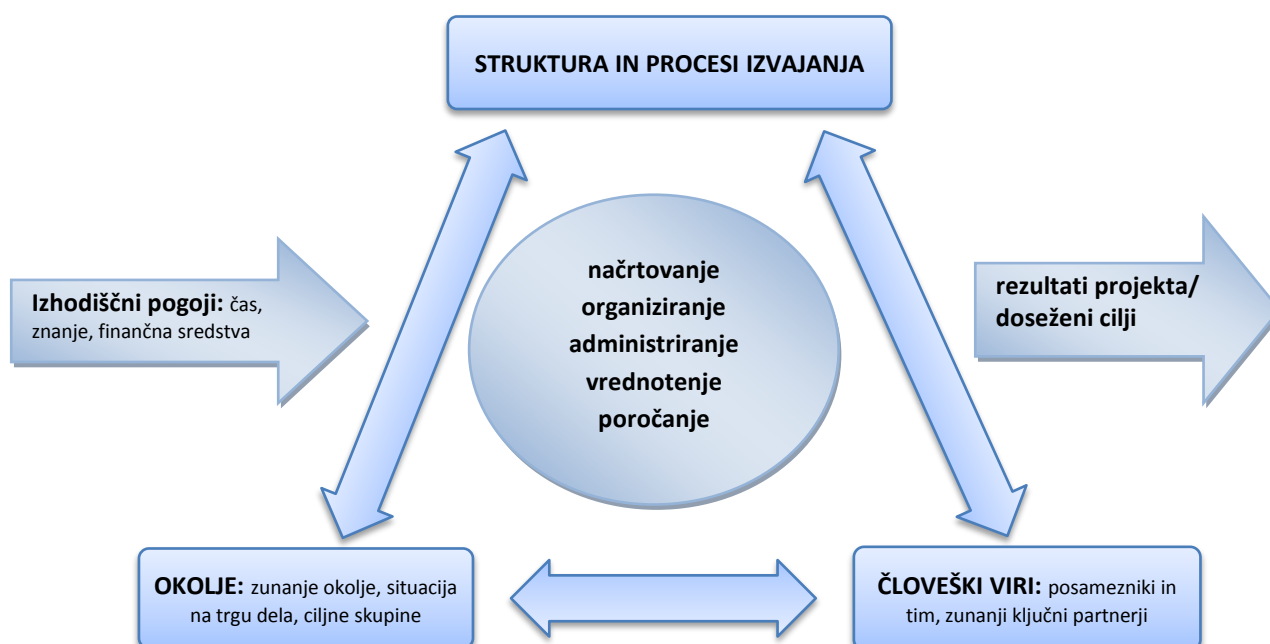 STRUKTURA IN PROCESI IZVAJANJA
Izhodiščni pogoji: čas,
znanje, finančna sredstva
načrtovanje
organiziranje
administriranje
vrednotenje
poročanje
rezultati projekta/
doseženi cilji
OKOLJE: zunanje okolje, situacija
na trgu dela, ciljne skupine
ČLOVEŠKI VIRI: posamezniki in
tim, zunanji ključni partnerji